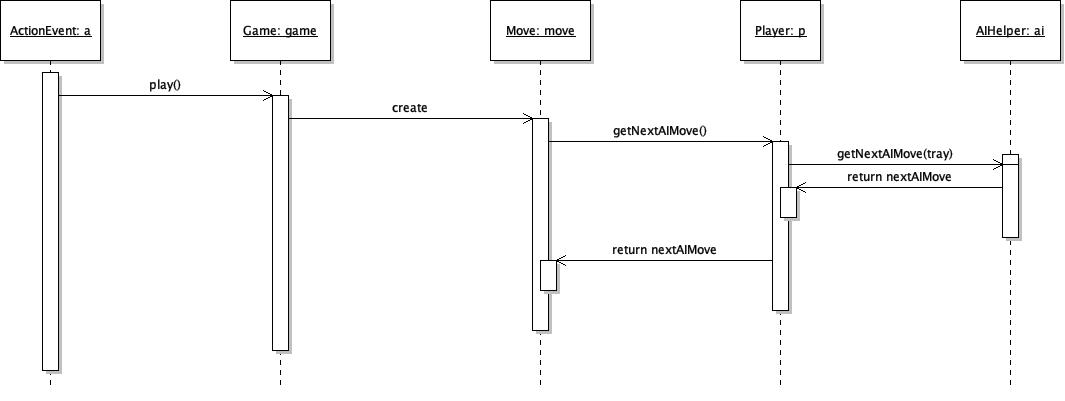 ActionEvent: a
Game: game
Move: move
Player: p
AIHelper: ai
play()
create
getNextAIMove()
getNextAIMove(tray)
return nextAIMove
return nextAIMove